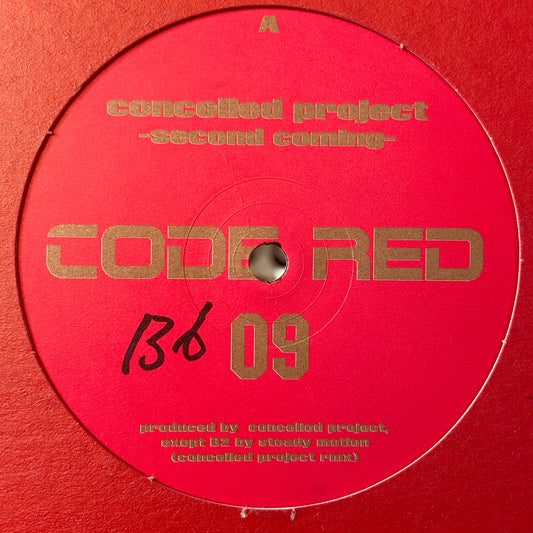 A
concelled project
-second coming-
CODE RED
Bb 09
produced by concelled project,
exept B2 by steady motion
(concelled project rmx)